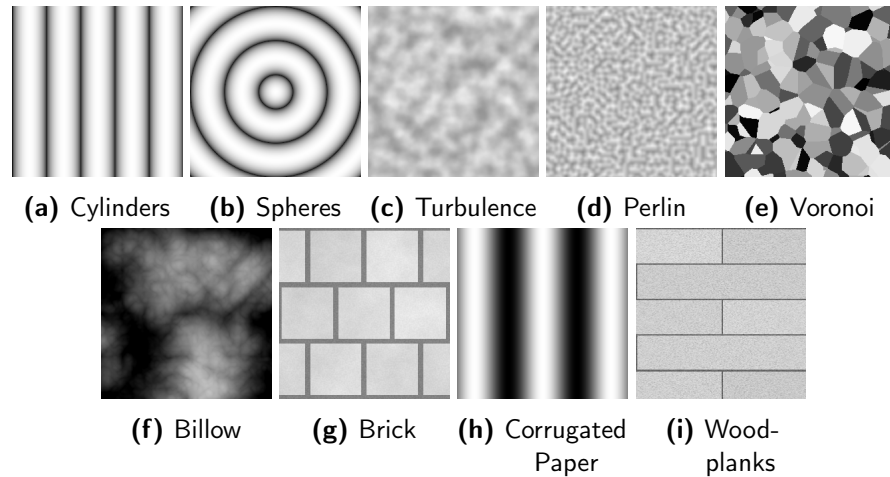 (a) Cylinders (b) Spheres (c) Turbulence (d) Perlin (e) Voronoi
(f) Billow (g) Brick (h) Corrugated (i) Wood-
Paper planks